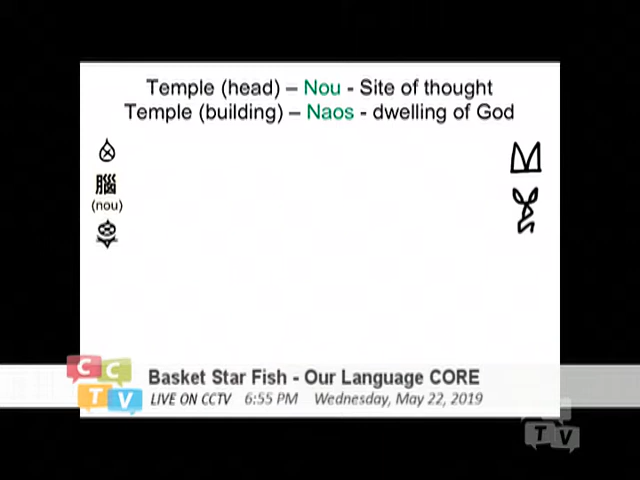 Temple (head) – Nou - Site of thought
Temple (building) – Naos - dwelling of God
腦
(nou)
CCTV
Basket Star Fish - Our Language CORE
LIVE ON CCTV 6:55 PM Wednesday, May 22, 2019
TV